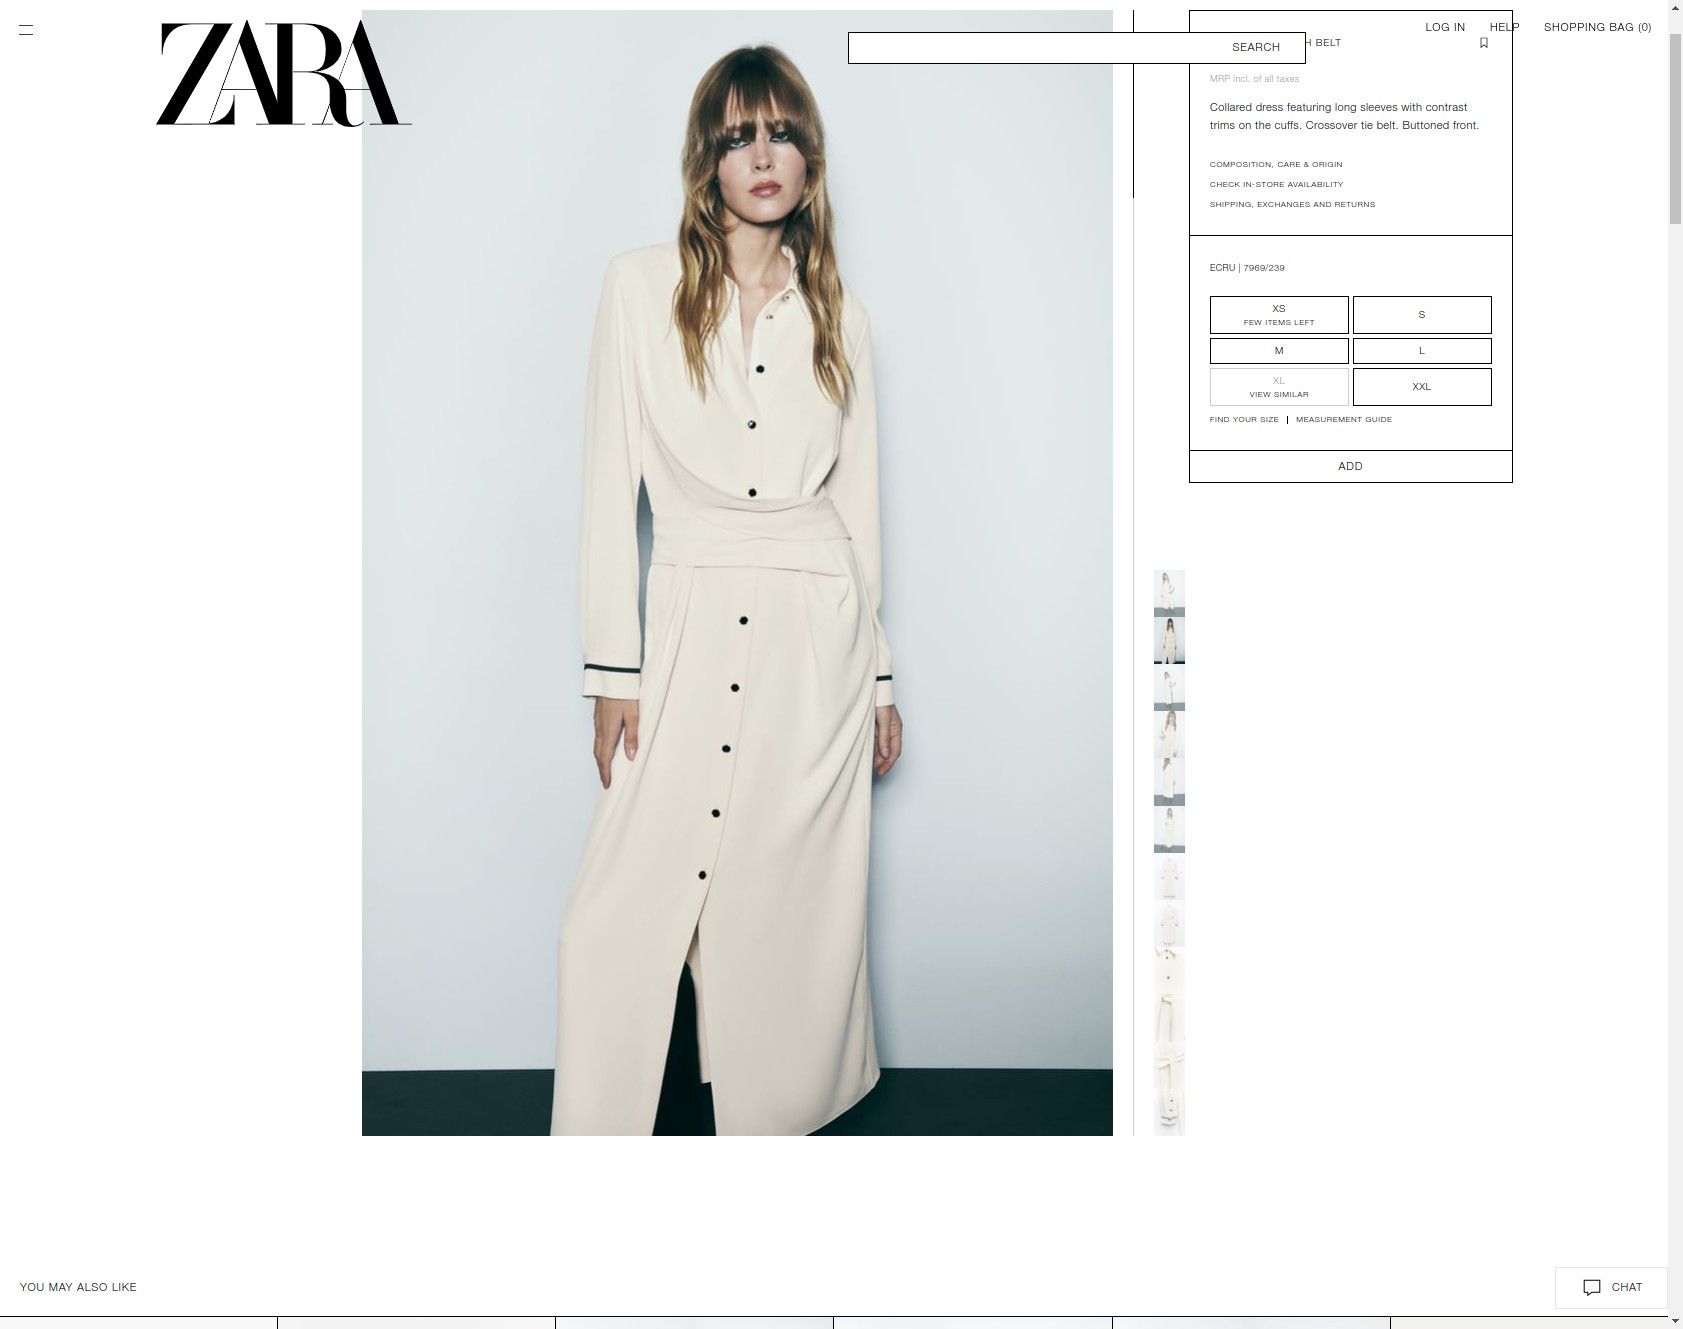 ZARA
SEARCH
LOG IN
HELP
SHOPPING BAG (0)
H BELT
MRP incl. of all taxes
Collared dress featuring long sleeves with contrast
trims on the cuffs. Crossover tie belt. Buttoned front.
COMPOSITION, CARE & ORIGIN
CHECK IN-STORE AVAILABILITY
SHIPPING, EXCHANGES AND RETURNS
ECRU | 7969/239
XS
FEW ITEMS LEFT
S
M
L
XL
VIEW SIMILAR
XXL
FIND YOUR SIZE | MEASUREMENT GUIDE
ADD
YOU MAY ALSO LIKE
CHAT